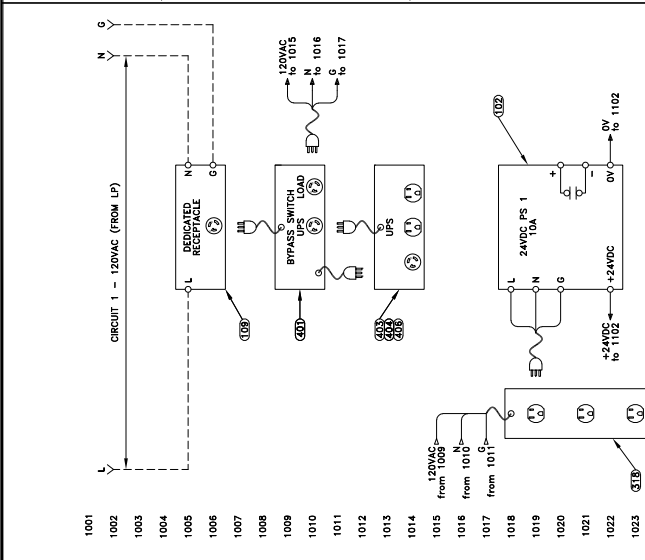 1001
1002
1003
1004
1005
1006
1007
1008
1009
1010
1011
1012
1013
1014
1015
1016
1017
1018
1019
1020
1021
1022
1023
L
CIRCUIT 1 - 120VAC (FROM LP)
N
G
L
DEDICATED
RECEPTACLE
N
G
109
BYPASS SWITCH
UPS
LOAD
401
120VAC
to 1015
N
to 1016
G
to 1017
UPS
403
404
406
120VAC
from 1009
N
from 1010
G
from 1011
318
102
24VDC PS 1
10A
L
N
G
+
-
+24VDC
0V
+24VDC
to 1102
0V
to 1102